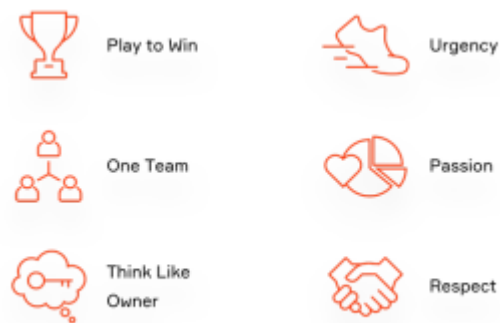 Play to Win
Urgency
One Team
Passion
Think Like
Owner
Respect